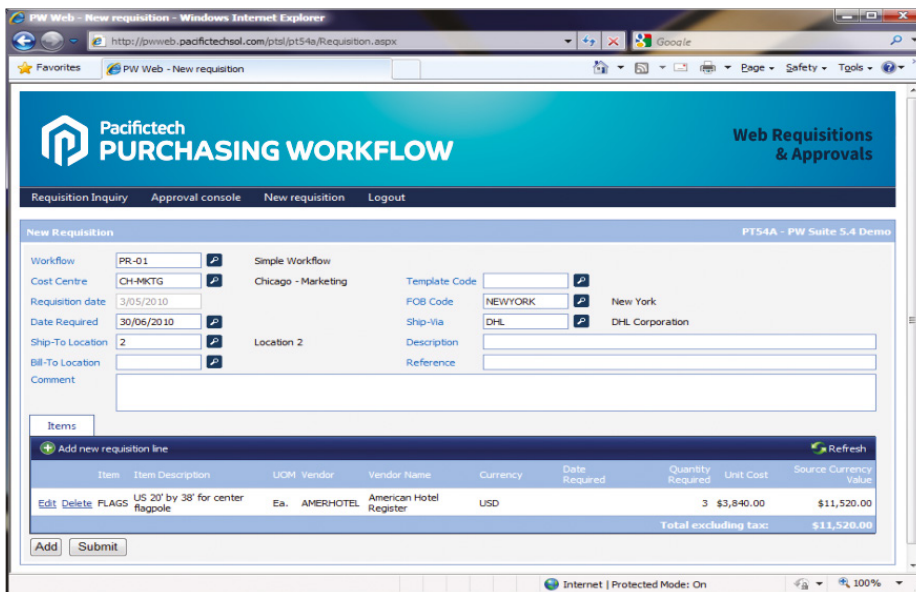 PW Web - New requisition - Windows Internet Explorer
http://pwweb.pacifictechsol.com/ptsl/pt54a/Requisition.aspx
Google
Favorites
PW Web - New requisition
Page
Safety
Tools
Pacifictech
PURCHASING WORKFLOW
Web Requisitions
& Approvals
Requisition Inquiry Approval console New requisition Logout
New Requisition PT54A - PW Suite 5.4 Demo
Workflow PR-01 Simple Workflow
Cost Centre CH-MKTG Chicago - Marketing Template Code
Requisition date 3/05/2010 FOB Code NEWYORK New York
Date Required 30/06/2010 Ship-Via DHL DHL Corporation
Ship-To Location 2 Location 2 Description
Bill-To Location Reference
Comment
Items
Add new requisition line Refresh
Item Item Description UOM Vendor Vendor Name Currency Date Required Quantity Required Unit Cost Source Currency Value
Edit Delete FLAGS US 20' by 38' for center flagpole Ea. AMERHOTEL American Hotel Register USD 3 $3,840.00 $11,520.00
Total excluding tax: $11,520.00
Add Submit
Internet | Protected Mode: On 100%